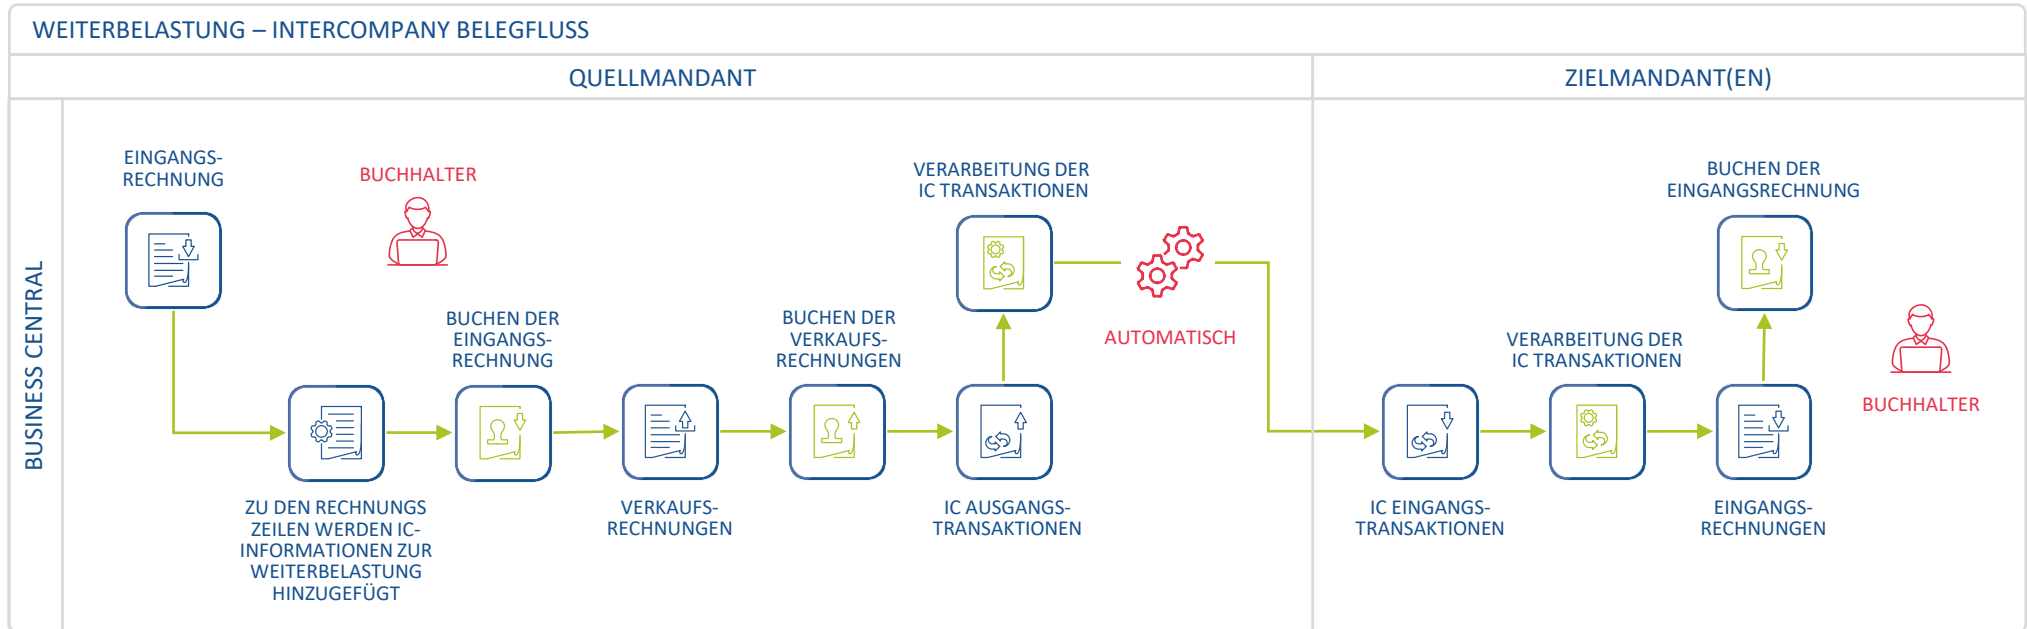 WEITERBELASTUNG – INTERCOMPANY BELEGFLUSS
QUELLMANDANT
ZIELMANDANT(EN)
BUSINESS CENTRAL
EINGANGS-
RECHNUNG
BUCHHALTER
ZU DEN RECHNUNGS
ZEILEN WERDEN IC-
INFORMATIONEN ZUR
WEITERBELASTUNG
HINZUGEFÜGT
BUCHEN DER
EINGANGS-
RECHNUNG
VERKAUFS-
RECHNUNGEN
BUCHEN DER
VERKAUFS-
RECHNUNGEN
IC AUSGANGS-
TRANSAKTIONEN
VERARBEITUNG DER
IC TRANSAKTIONEN
AUTOMATISCH
IC EINGANGS-
TRANSAKTIONEN
VERARBEITUNG DER
IC TRANSAKTIONEN
EINGANGS-
RECHNUNGEN
BUCHEN DER
EINGANGSRECHNUNG
BUCHHALTER